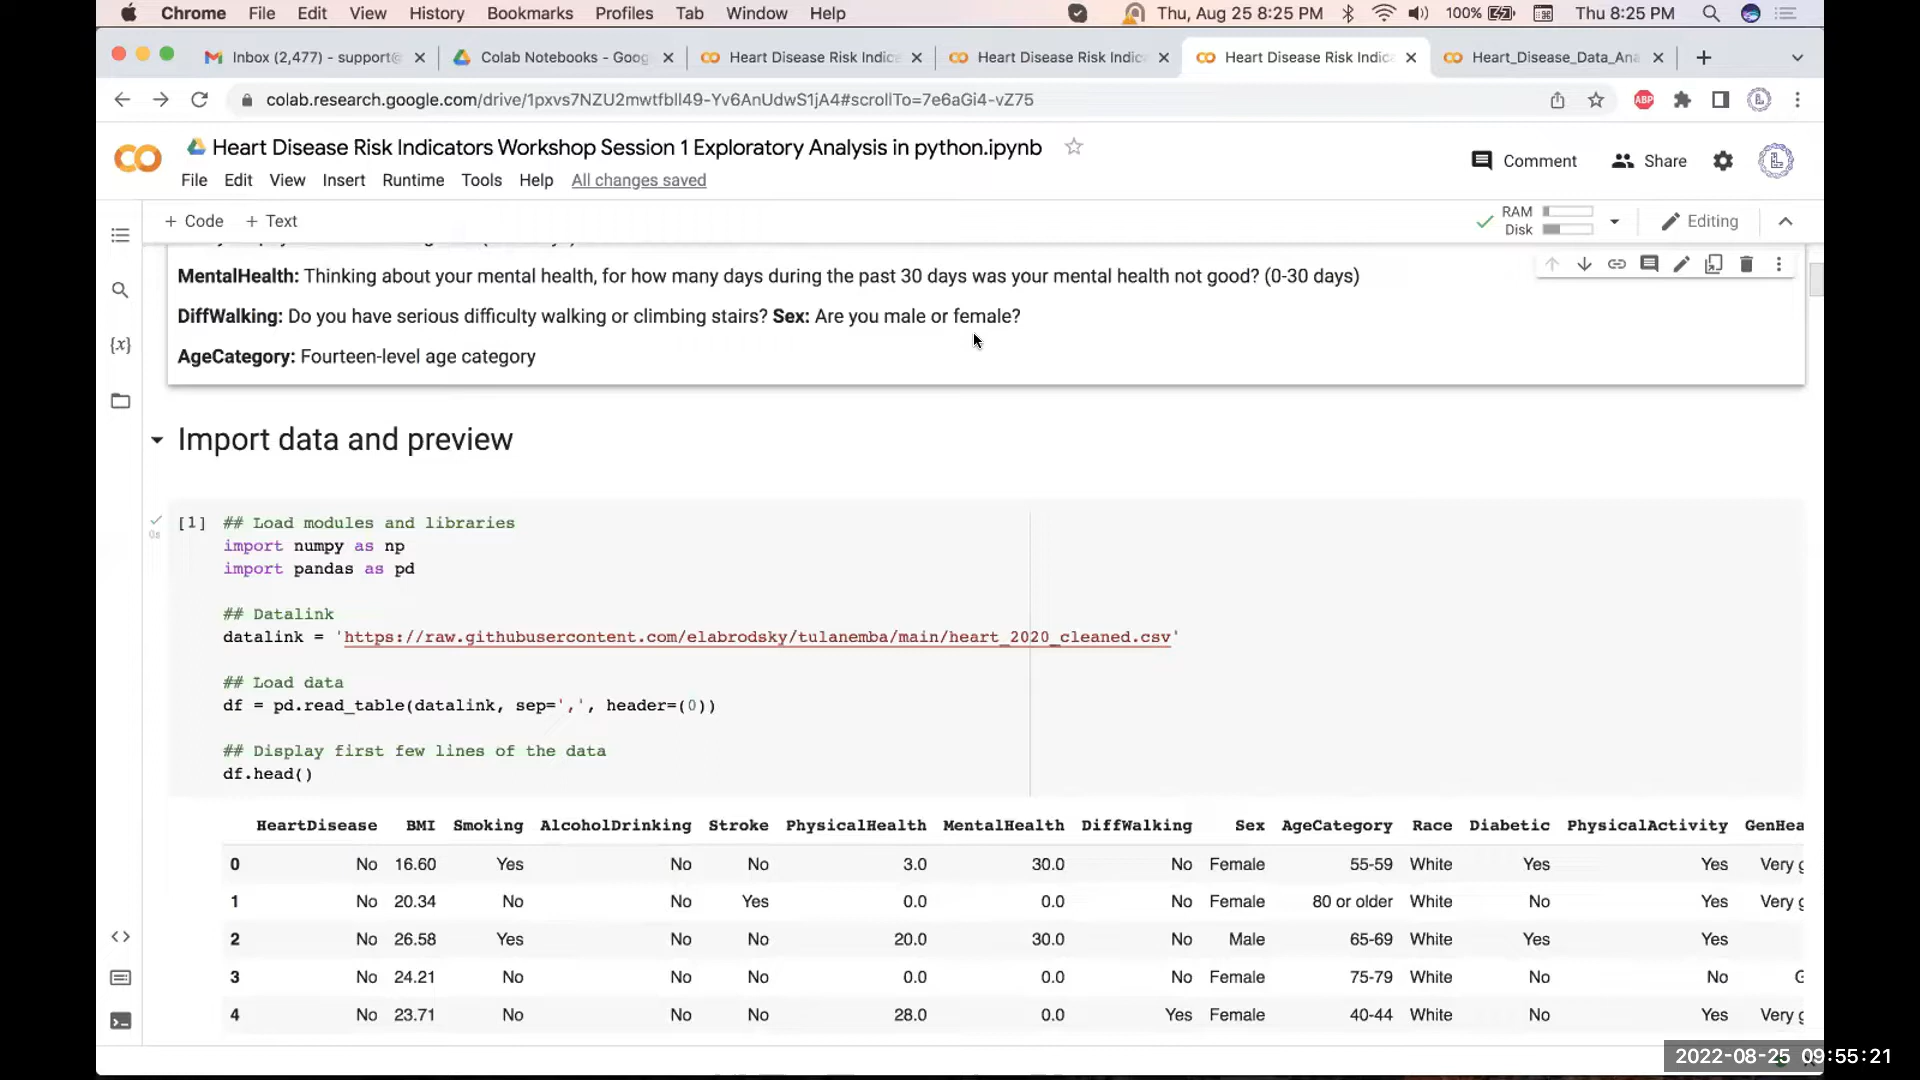 Chrome File Edit View History Bookmarks Profiles Tab Window Help Thu, Aug 25 8:25 PM 100% Thu 8:25 PM
Inbox (2,477) - support@ Colab Notebooks - Goog Heart Disease Risk Indic Heart Disease Risk Indic Heart Disease Risk Indica Heart_Disease_Data_Ana
colab.research.google.com/drive/1pxvs7NZU2mwtfbll49-Yv6AnUdwS1jA4#scrollTo=7e6aGi4-vZ75 ABP
Heart Disease Risk Indicators Workshop Session 1 Exploratory Analysis in python.ipynb
Comment Share
File Edit View Insert Runtime Tools Help All changes saved
+ Code + Text RAM Disk Editing
MentalHealth: Thinking about your mental health, for how many days during the past 30 days was your mental health not good? (0-30 days)
DiffWalking: Do you have serious difficulty walking or climbing stairs? Sex: Are you male or female?
AgeCategory: Fourteen-level age category
Import data and preview
[1] ## Load modules and libraries
0s
import numpy as np
import pandas as pd
## Datalink
datalink = 'https://raw.githubusercontent.com/elabrodsky/tulanemba/main/heart_2020_cleaned.csv'
## Load data
df = pd.read_table(datalink, sep=',', header=(0))
## Display first few lines of the data
df.head()
HeartDisease BMI Smoking AlcoholDrinking Stroke PhysicalHealth MentalHealth DiffWalking Sex AgeCategory Race Diabetic PhysicalActivity GenHea
0 No 16.60 Yes No No 3.0 30.0 No Female 55-59 White Yes Yes Very g
1 No 20.34 No No Yes 0.0 0.0 No Female 80 or older White No Yes Very g
2 No 26.58 Yes No No 20.0 30.0 No Male 65-69 White Yes Yes
3 No 24.21 No No No 0.0 0.0 No Female 75-79 White No No G
4 No 23.71 No No No 28.0 0.0 Yes Female 40-44 White No Yes Very g
2022-08-25 09:55:21